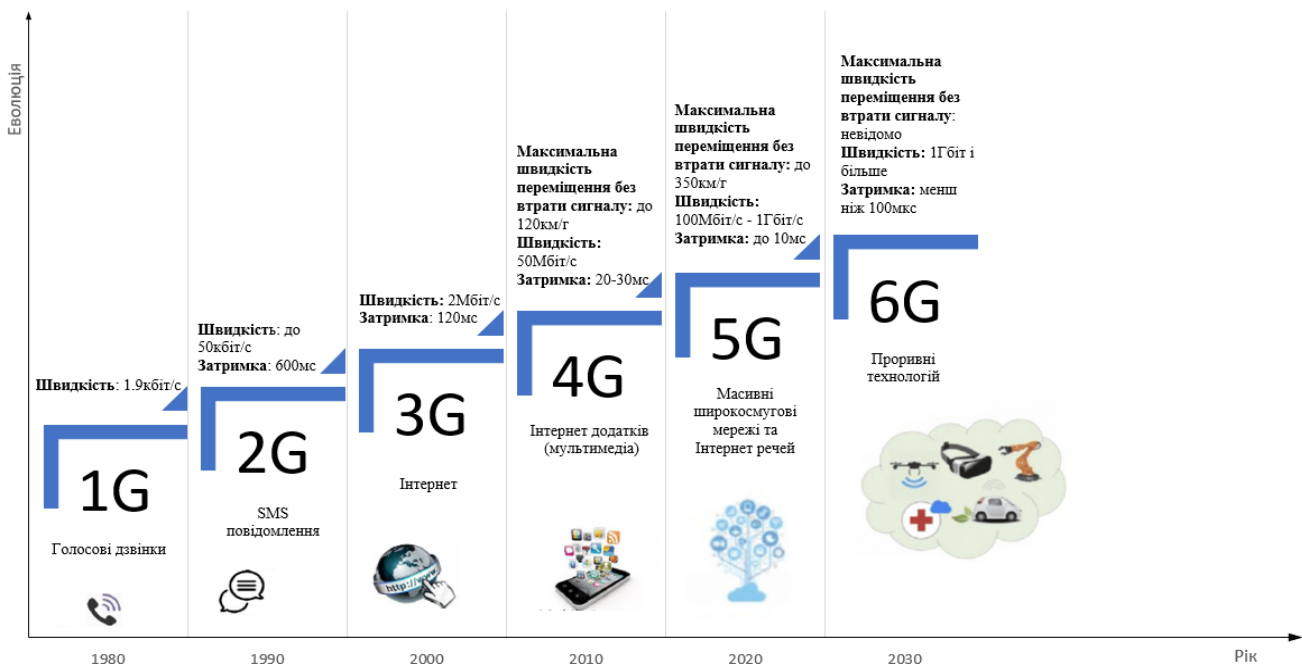 Еволюція
Швидкість: 1.9кбіт/с
1G
Голосові дзвінки
1980
Швидкість: до
50кбіт/с
Затримка: 600мс
2G
SMS
повідомлення
1990
Швидкість: 2Мбіт/с
Затримка: 120мс
3G
Інтернет
http://www
2000
Максимальна
швидкість
переміщення без
втрати сигналу: до
120км/г
Швидкість:
50Мбіт/с
Затримка: 20-30мс
4G
Інтернет додатків
(мультимедіа)
2010
Максимальна
швидкість
переміщення без
втрати сигналу: до
350км/г
Швидкість:
100Мбіт/с - 1Гбіт/с
Затримка: до 10мс
5G
Масивні
широкосмугові
мережі та
Інтернет речей
2020
Максимальна
швидкість
переміщення без
втрати сигналу:
невідомо
Швидкість: 1Гбіт і
більше
Затримка: менш
ніж 100мкс
6G
Проривні
технологій
2030
Рік